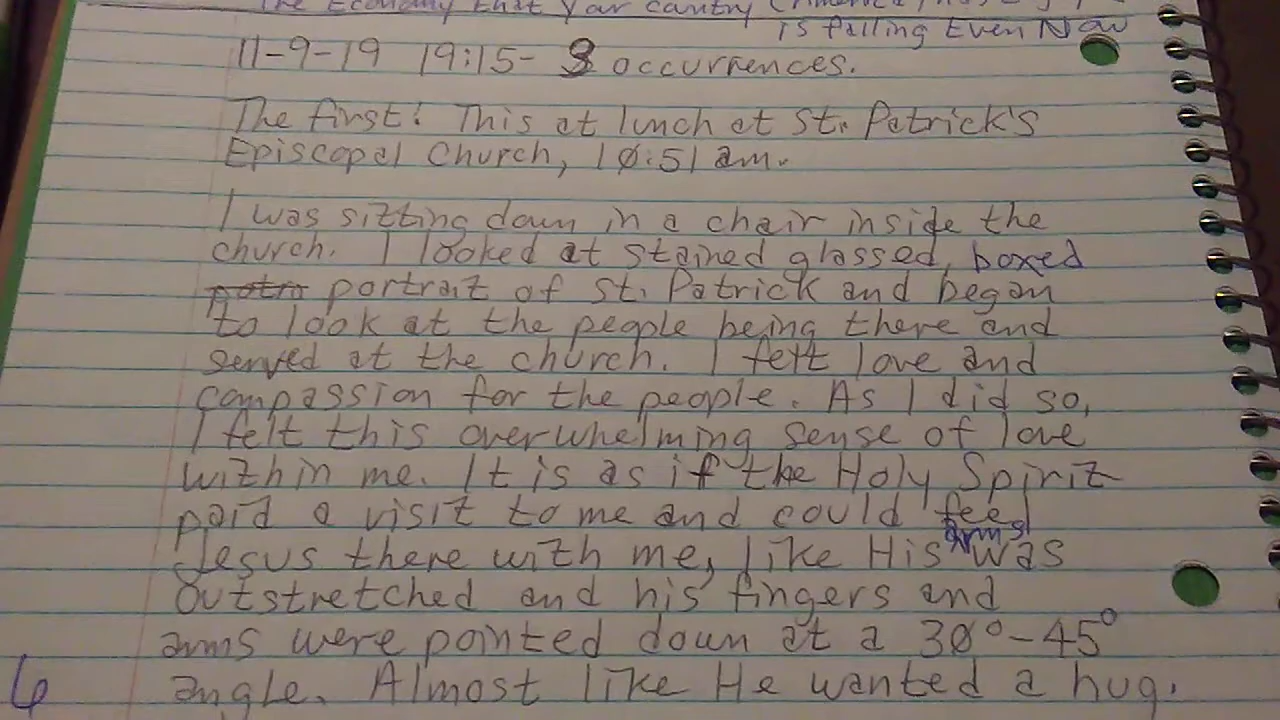 The Economy that Your cantry
is falling Even Now
11-9-19 19:15- 3 occurrences.
The first! This at lunch at St. Patrick's
Episcopal Church, 10:51 am.
I was sitting down in a chair inside the
church. I looked at stained glassed, boxed
portrait of St. Patrick and began
to look at the people being there and
served at the church. I felt love and
compassion for the people. As I did so,
I felt this overwhelming sense of love
within me. It is as if the Holy Spirit
paid a visit to me and could feel
Jesus there with me, like His arms was
outstretched and his fingers and
arms were pointed down at a 30°-45°
angle. Almost like He wanted a hug.
6